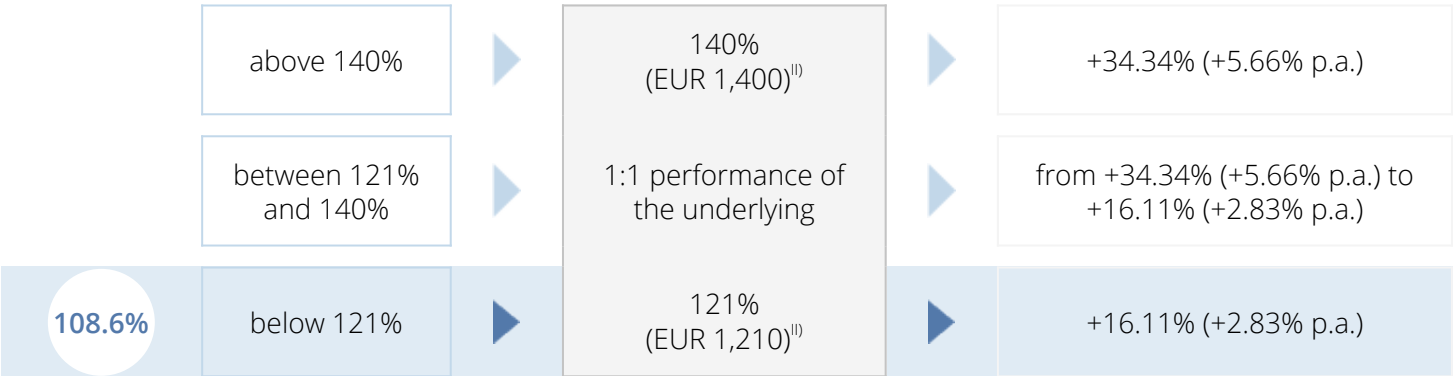 above 140%
140%
(EUR 1,400)II)
+34.34% (+5.66% p.a.)
between 121%
and 140%
1:1 performance of
the underlying
from +34.34% (+5.66% p.a.) to
+16.11% (+2.83% p.a.)
108.6%
below 121%
121%
(EUR 1,210)II)
+16.11% (+2.83% p.a.)